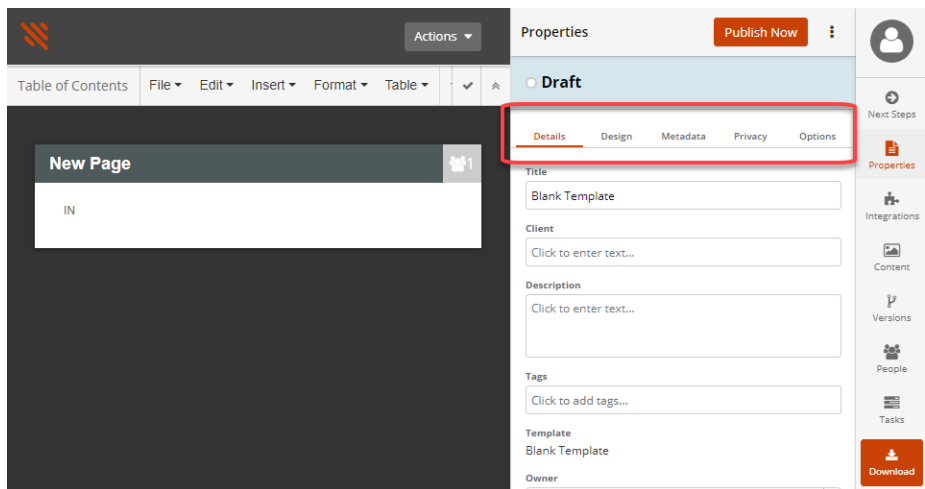 Actions
Table of Contents File Edit Insert Format Table
New Page 1
IN
Properties Publish Now
Draft
Details Design Metadata Privacy Options
Title
Blank Template
Client
Click to enter text...
Description
Click to enter text...
Tags
Click to add tags...
Template
Blank Template
Owner
Next Steps
Properties
Integrations
Content
Versions
People
Tasks
Download